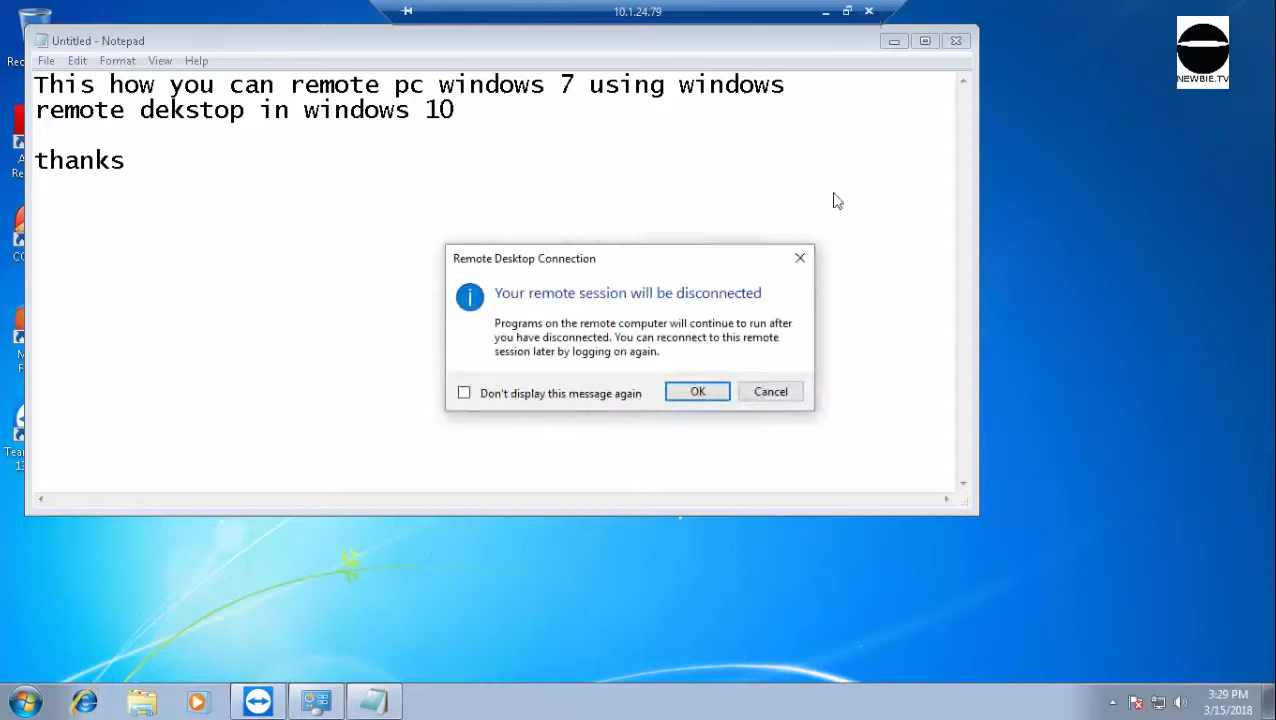 10.1.24.79
Untitled - Notepad
File Edit Format View Help
This how you can remote pc windows 7 using windows
remote dekstop in windows 10
thanks
NEWBIE.TV
Remote Desktop Connection
Your remote session will be disconnected
Programs on the remote computer will continue to run after
you have disconnected. You can reconnect to this remote
session later by logging on again.
Don't display this message again
OK
Cancel
3:29 PM
3/15/2018